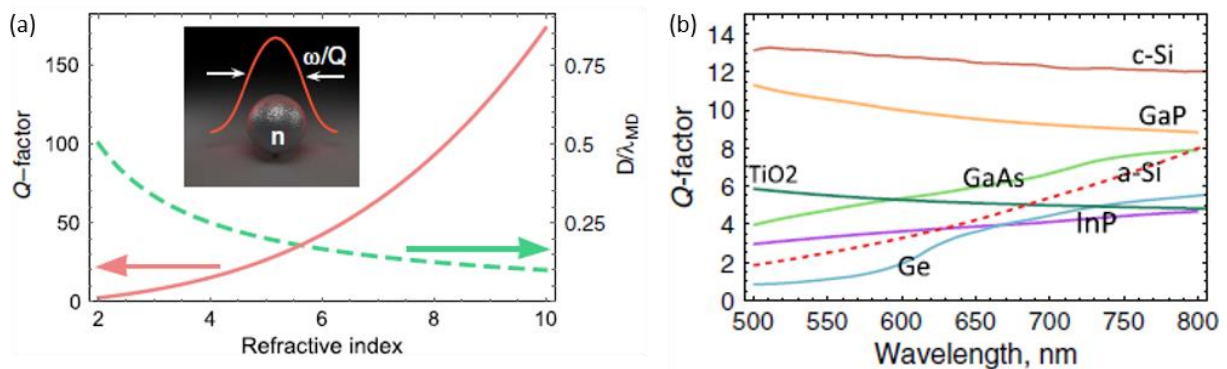 (a)
Q-factor
150
100
50
0
2
4
6
8
10
Refractive index
ω/Q
n
0.75
0.5
0.25
D/λMD
(b)
Q-factor
14
12
10
8
6
4
2
0
c-Si
GaP
TiO2
GaAs
a-Si
InP
Ge
500 550 600 650 700 750 800
Wavelength, nm